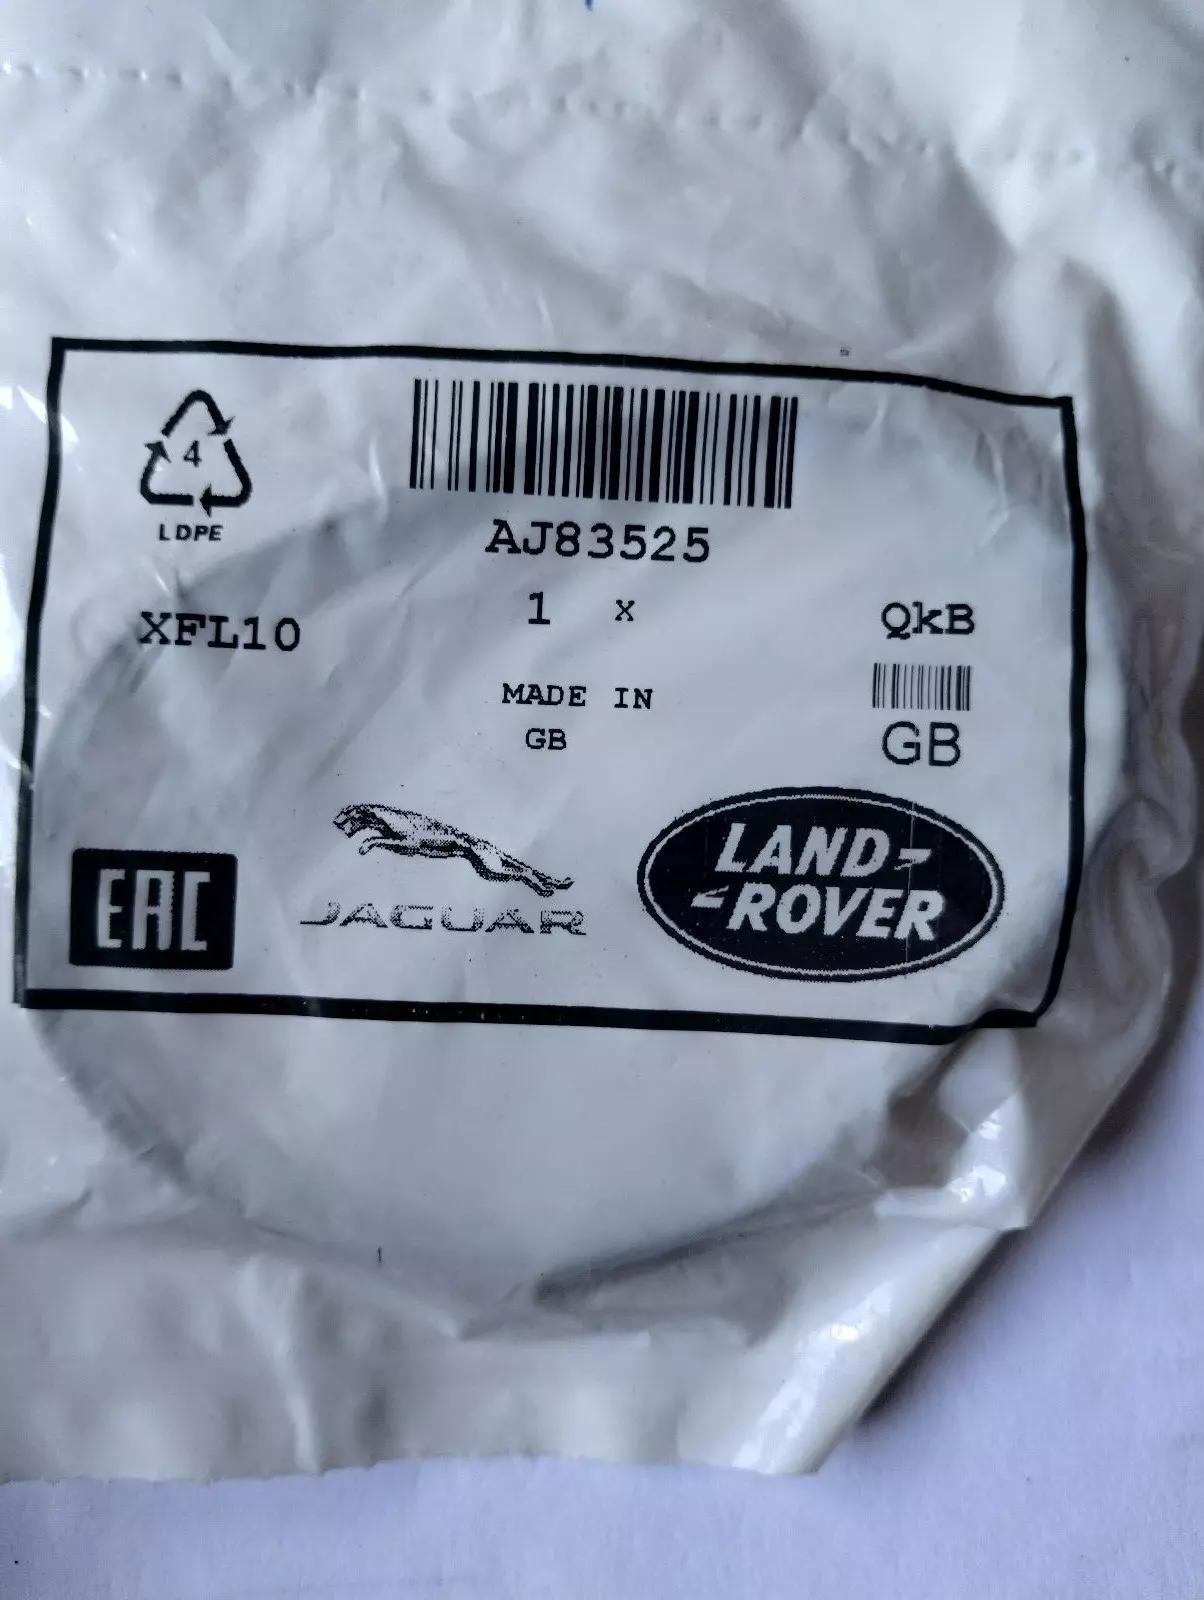 4
LDPE
AJ83525
1 x
XFL10
QkB
MADE IN
GB
GB
EAC
JAGUAR
LAND-
-ROVER